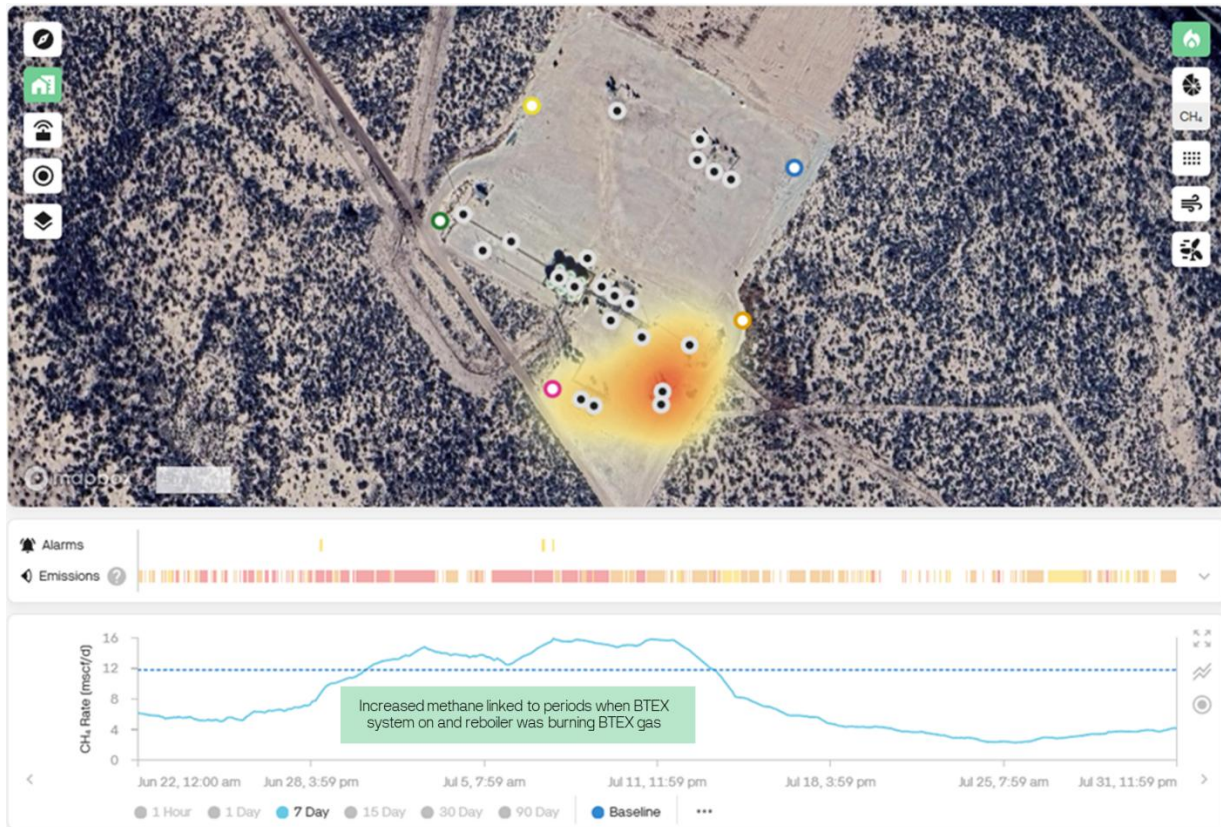 CH₄
mapbox
Alarms
Emissions ?
CH₄ Rate (mscf/d)
16
12
8
4
0
Increased methane linked to periods when BTEX
system on and reboiler was burning BTEX gas
Jun 22, 12:00 am Jun 28, 3:59 pm Jul 5, 7:59 am Jul 11, 11:59 pm Jul 18, 3:59 pm Jul 25, 7:59 am Jul 31, 11:59 pm
1 Hour 1 Day 7 Day 15 Day 30 Day 90 Day Baseline